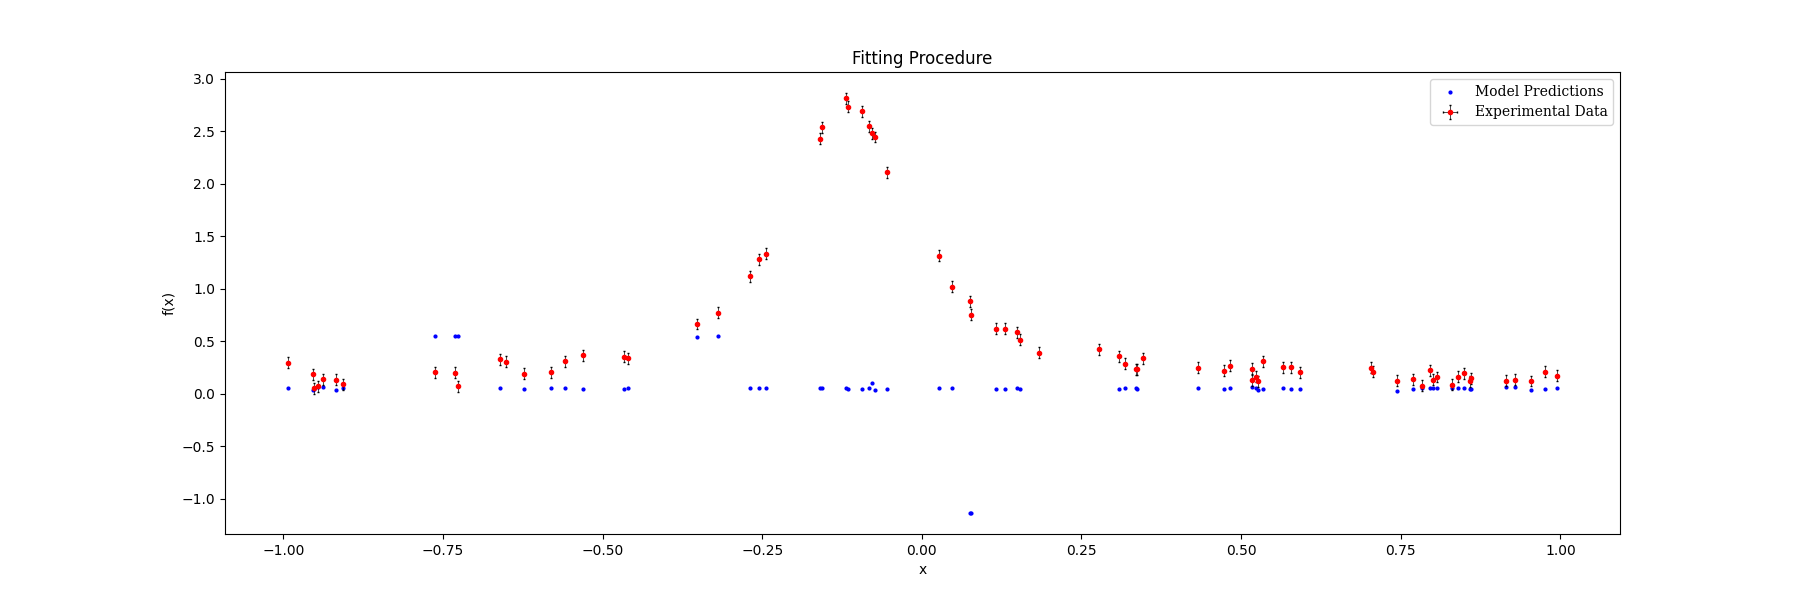 Fitting Procedure
Model Predictions
Experimental Data
f(x)
3.0
2.5
2.0
1.5
1.0
0.5
0.0
−0.5
−1.0
−1.00 −0.75 −0.50 −0.25 0.00 0.25 0.50 0.75 1.00
x